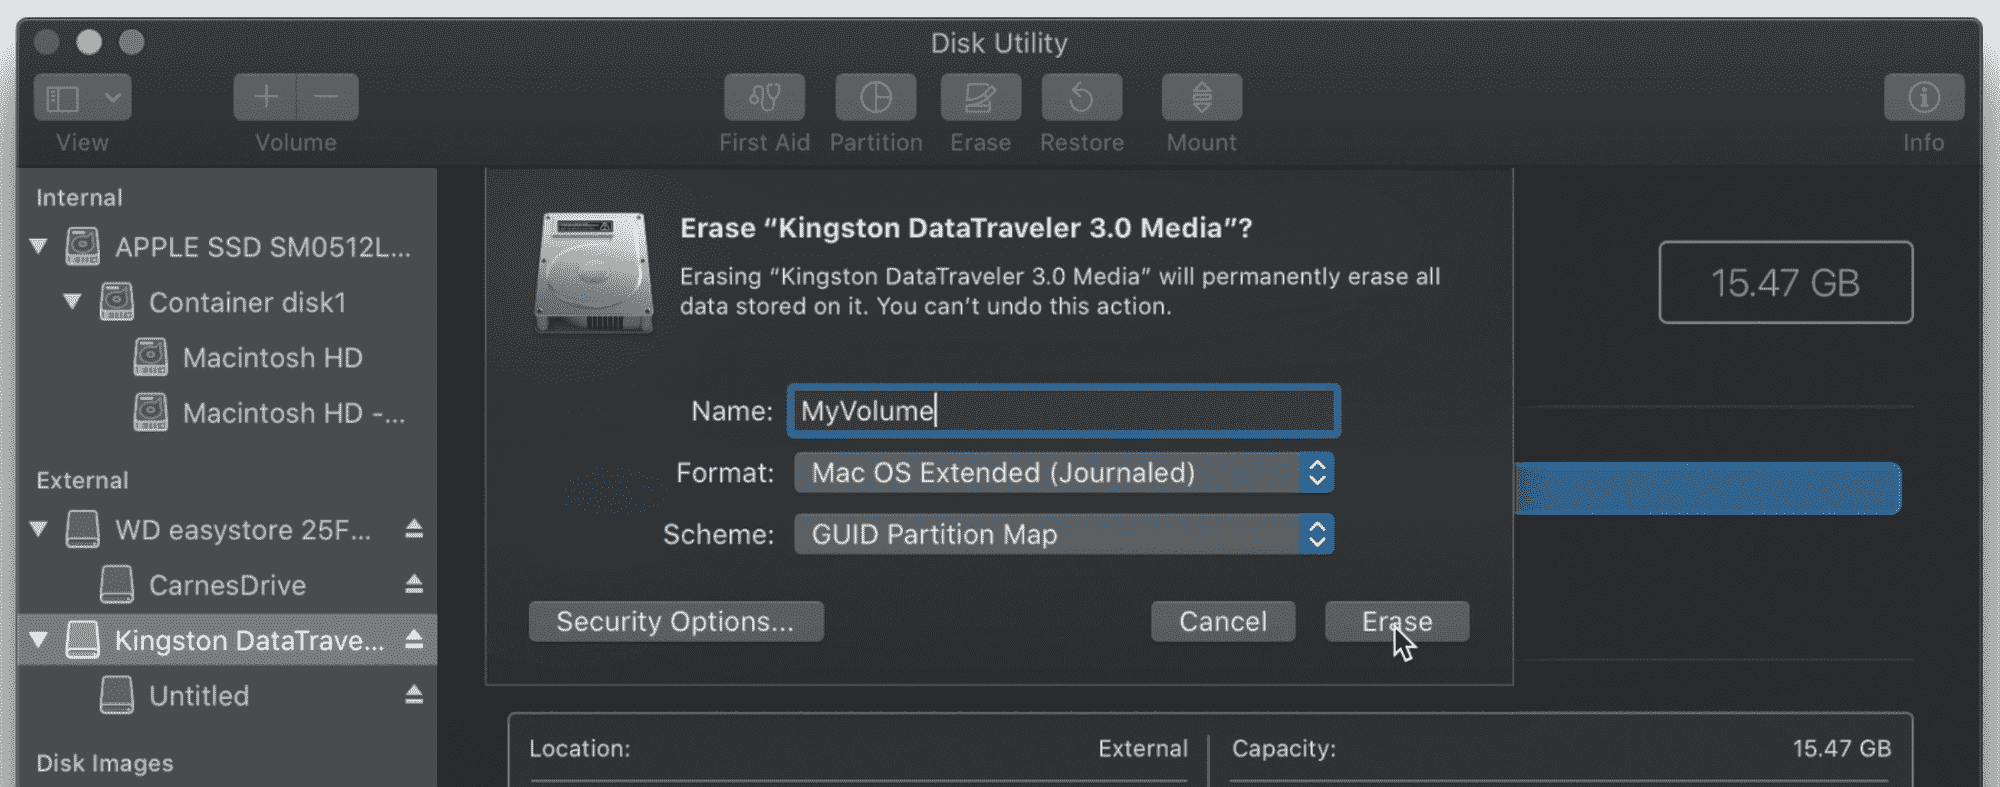 Disk Utility
View
Volume
First Aid
Partition
Erase
Restore
Mount
Info
Internal
APPLE SSD SM0512L...
Container disk1
Macintosh HD
Macintosh HD -...
External
WD easystore 25F...
CarnesDrive
Kingston DataTrave...
Untitled
Disk Images
Erase “Kingston DataTraveler 3.0 Media”?
Erasing “Kingston DataTraveler 3.0 Media” will permanently erase all
data stored on it. You can’t undo this action.
Name: MyVolume
Format: Mac OS Extended (Journaled)
Scheme: GUID Partition Map
Security Options...
Cancel
Erase
15.47 GB
Location: External
Capacity: 15.47 GB